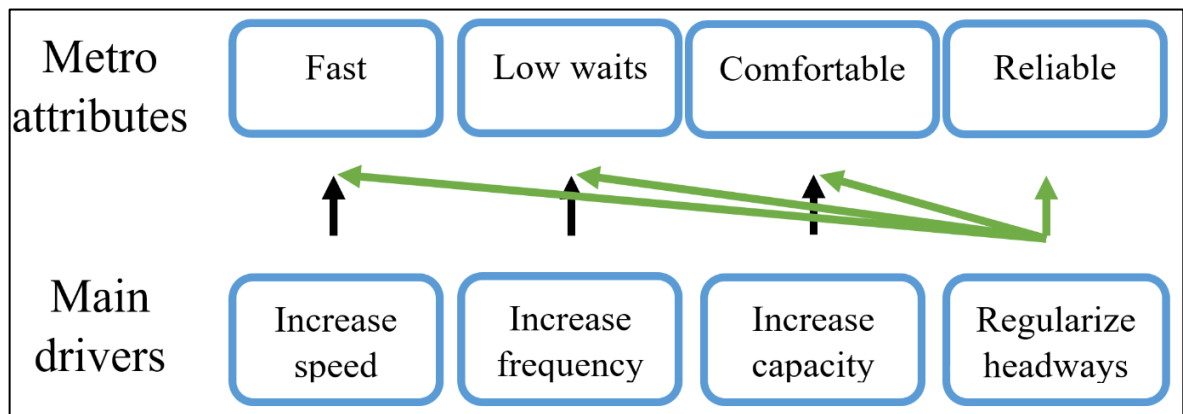 Metro
attributes
Fast
Low waits
Comfortable
Reliable
Main
drivers
Increase
speed
Increase
frequency
Increase
capacity
Regularize
headways